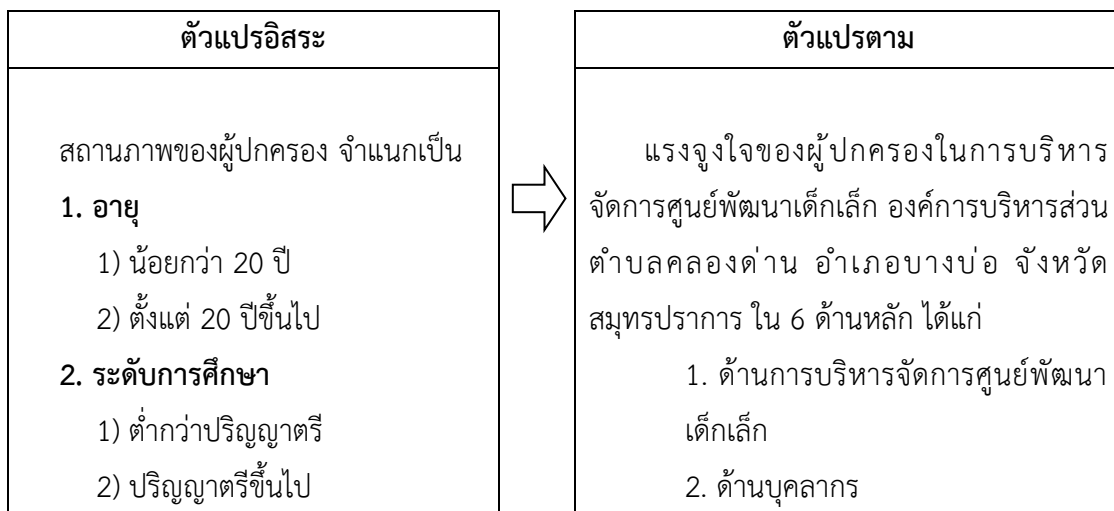 ตัวแปรอิสระ
สถานภาพของผู้ปกครอง จำแนกเป็น
1. อายุ
1) น้อยกว่า 20 ปี
2) ตั้งแต่ 20 ปีขึ้นไป
2. ระดับการศึกษา
1) ต่ำกว่าปริญญาตรี
2) ปริญญาตรีขึ้นไป
ตัวแปรตาม
แรงจูงใจของผู้ปกครองในการบริหาร
จัดการศูนย์พัฒนาเด็กเล็ก องค์การบริหารส่วน
ตำบลคลองด่าน อำเภอบางบ่อ จังหวัด
สมุทรปราการ ใน 6 ด้านหลัก ได้แก่
1. ด้านการบริหารจัดการศูนย์พัฒนา
เด็กเล็ก
2. ด้านบุคลากร